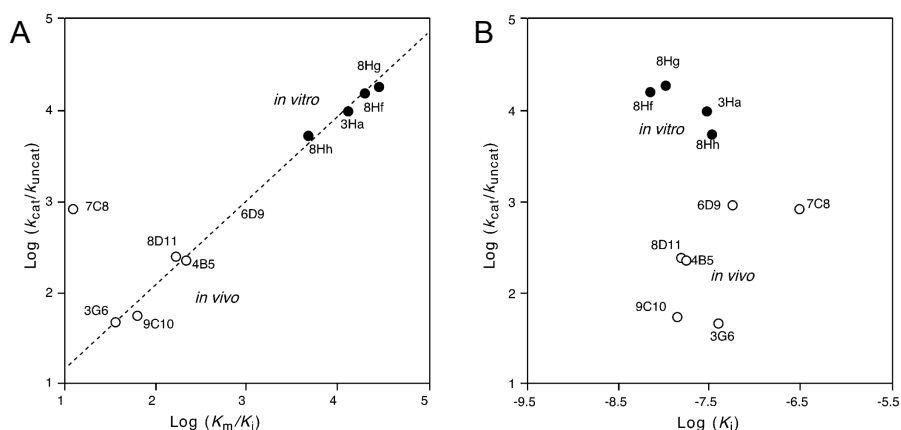 A
5
4
3
2
1
Log (kcat/kuncat)
8Hg
in vitro
8Hf
3Ha
8Hh
7C8
6D9
8D11
4B5
in vivo
3G6
9C10
1
2
3
4
5
Log (Km/Ki)
B
5
4
3
2
1
Log (kcat/kuncat)
8Hg
8Hf
3Ha
in vitro
8Hh
6D9
7C8
8D11
4B5
in vivo
9C10
3G6
-9.5
-8.5
-7.5
-6.5
-5.5
Log (Ki)